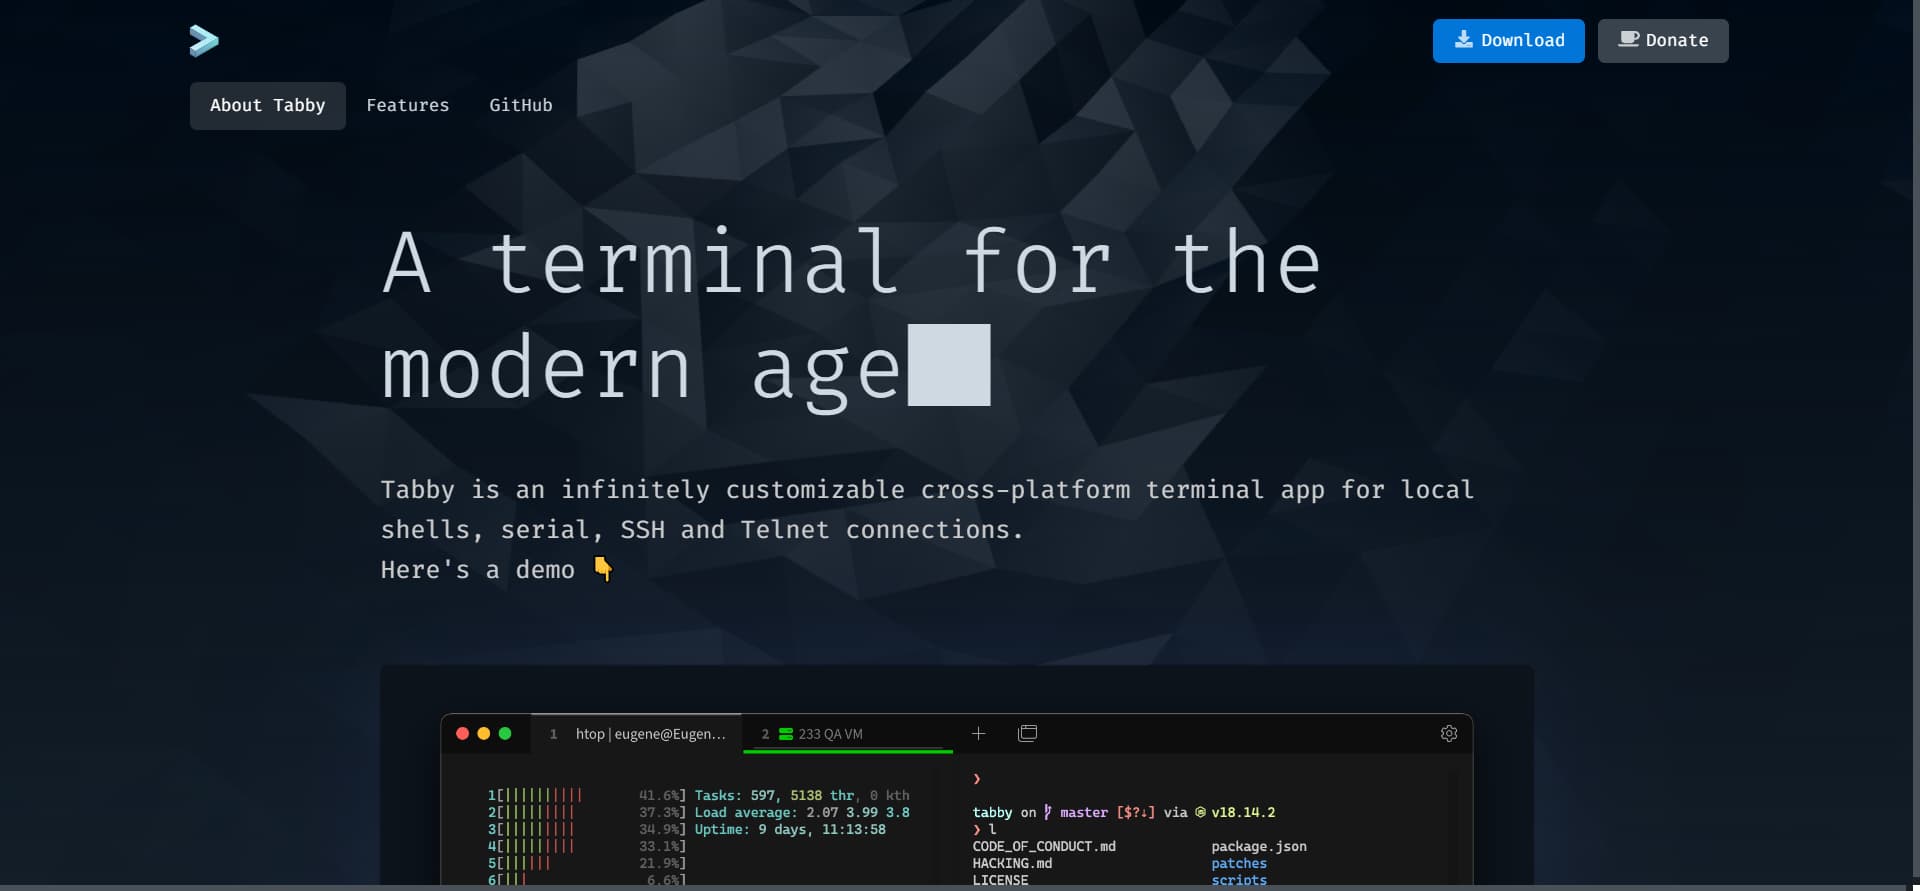 Download
Donate
About Tabby
Features
GitHub
A terminal for the
modern age
Tabby is an infinitely customizable cross-platform terminal app for local
shells, serial, SSH and Telnet connections.
Here's a demo 👇
1 htop | eugene@Eugen...
2 233 QA VM
1[|||||||||| 41.6%] Tasks: 597, 5138 thr, 0 kth
2[||||||||| 37.3%] Load average: 2.07 3.99 3.8
3[||||||||| 34.9%] Uptime: 9 days, 11:13:58
4[||||||||| 33.1%]
5[|||||| 21.9%]
6[||| 6.6%]
❯
tabby on master [$?↓] via v18.14.2
❯ l
CODE_OF_CONDUCT.md package.json
HACKING.md patches
LICENSE scripts